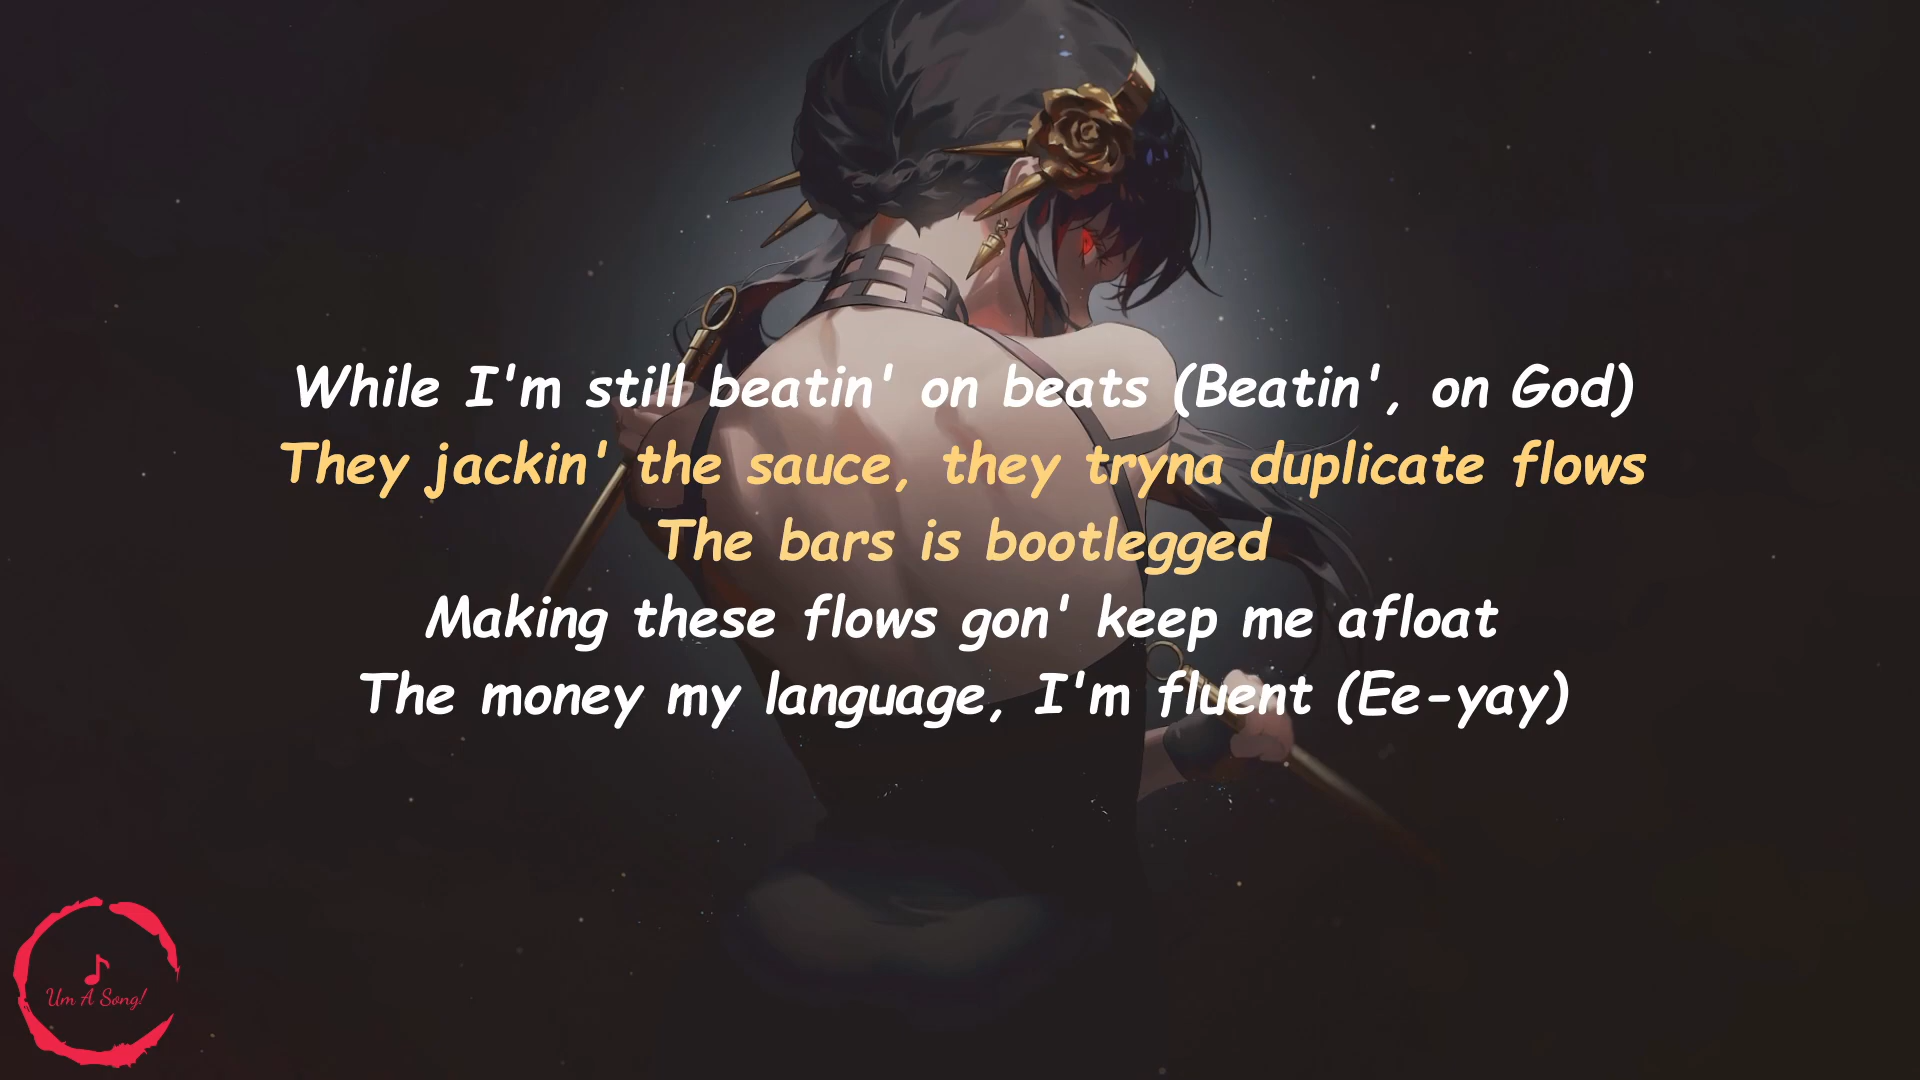 While I'm still beatin' on beats (Beatin', on God)
They jackin' the sauce, they tryna duplicate flows
The bars is bootlegged
Making these flows gon' keep me afloat
The money my language, I'm fluent (Ee-yay)
Um A Song!